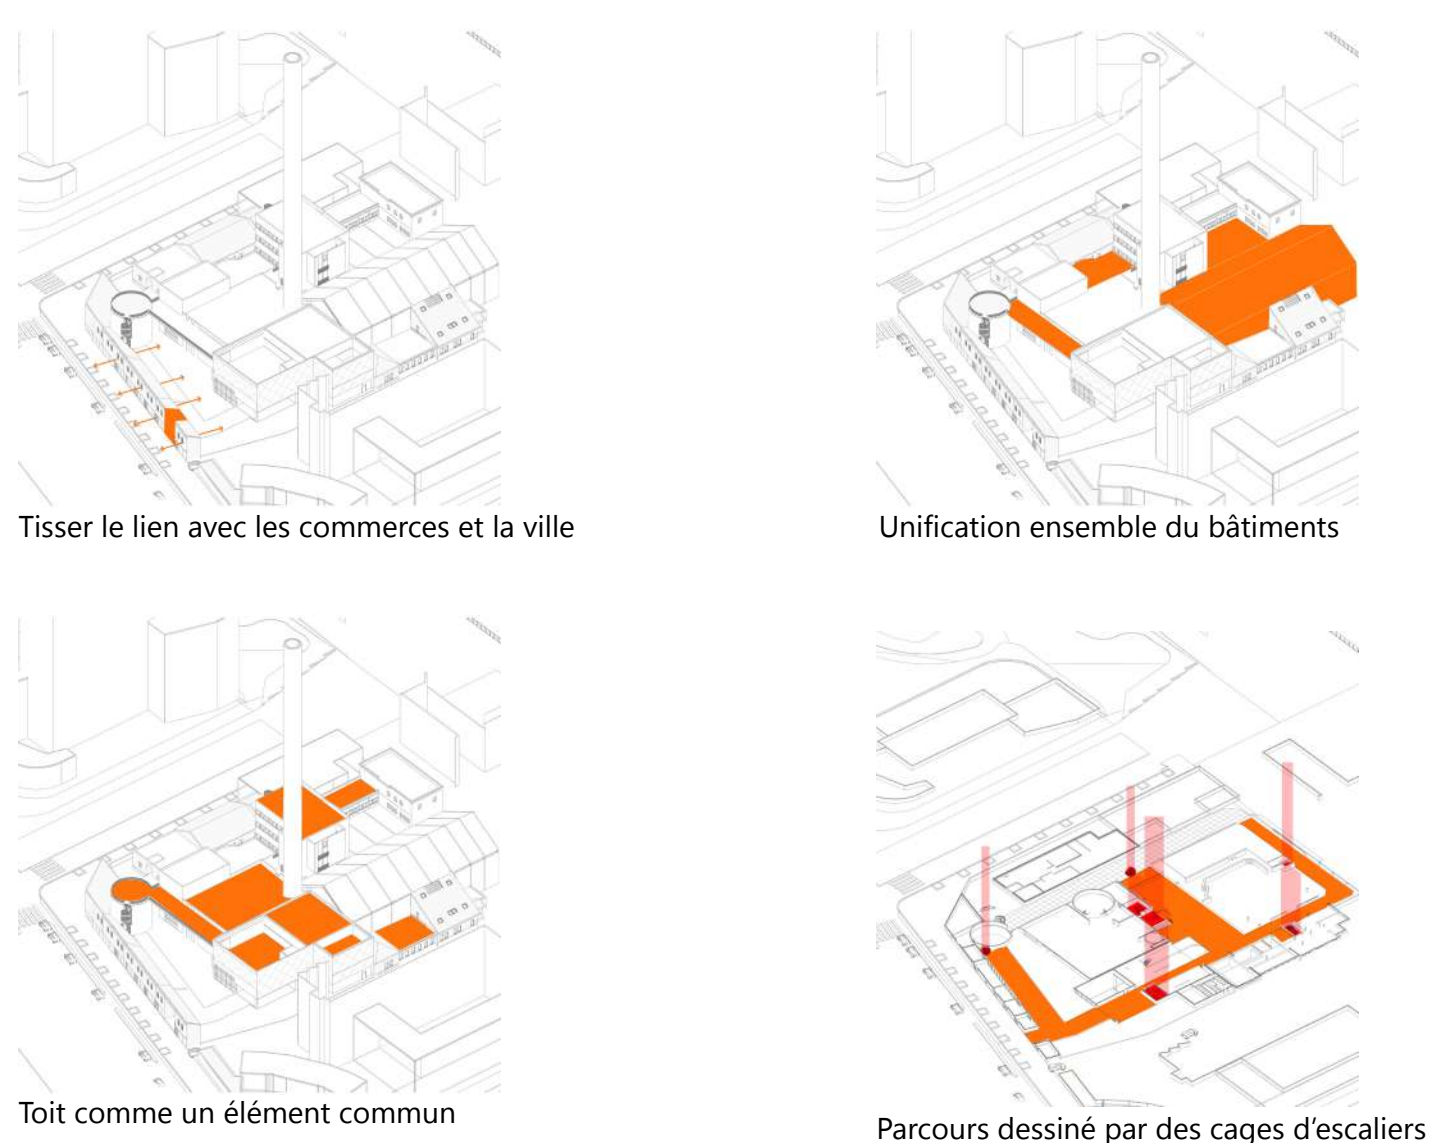 Tisser le lien avec les commerces et la ville
Unification ensemble du bâtiments
Toit comme un élément commun
Parcours dessiné par des cages d'escaliers